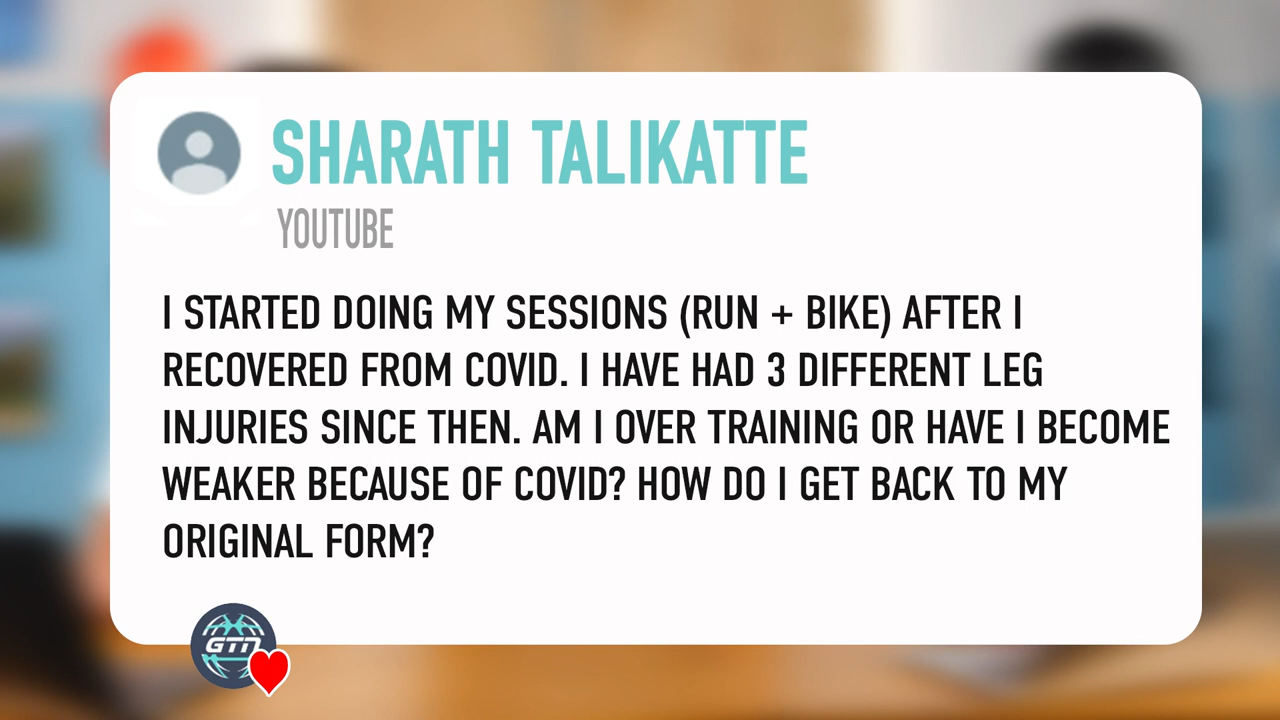 SHARATH TALIKATTE
YOUTUBE
I STARTED DOING MY SESSIONS (RUN + BIKE) AFTER I
RECOVERED FROM COVID. I HAVE HAD 3 DIFFERENT LEG
INJURIES SINCE THEN. AM I OVER TRAINING OR HAVE I BECOME
WEAKER BECAUSE OF COVID? HOW DO I GET BACK TO MY
ORIGINAL FORM?
GTN